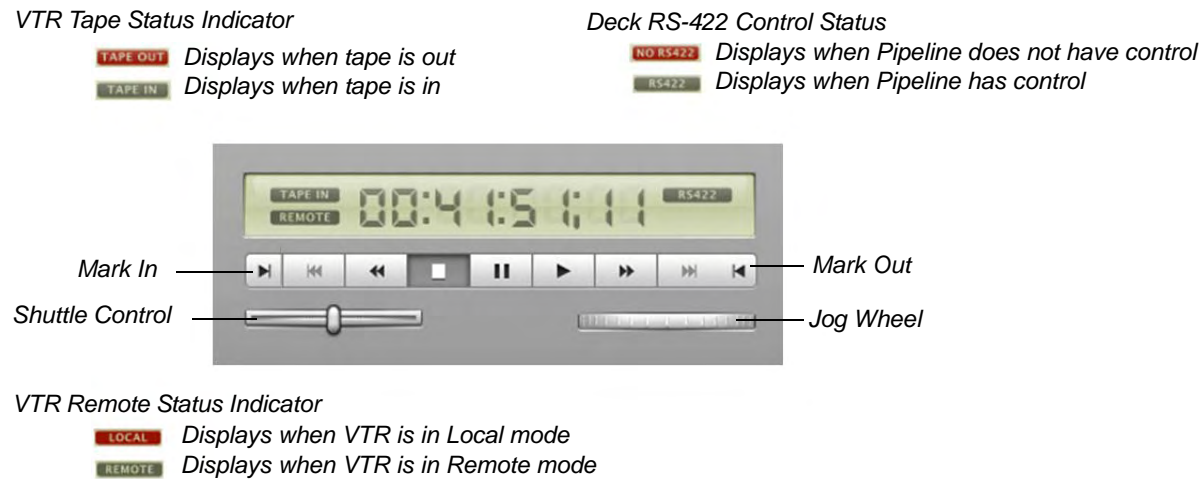 VTR Tape Status Indicator
TAPE OUT Displays when tape is out
TAPE IN Displays when tape is in
Deck RS-422 Control Status
NO RS422 Displays when Pipeline does not have control
RS422 Displays when Pipeline has control
TAPE IN
REMOTE
00:41:51;11
RS422
Mark In
Mark Out
Shuttle Control
Jog Wheel
VTR Remote Status Indicator
LOCAL Displays when VTR is in Local mode
REMOTE Displays when VTR is in Remote mode